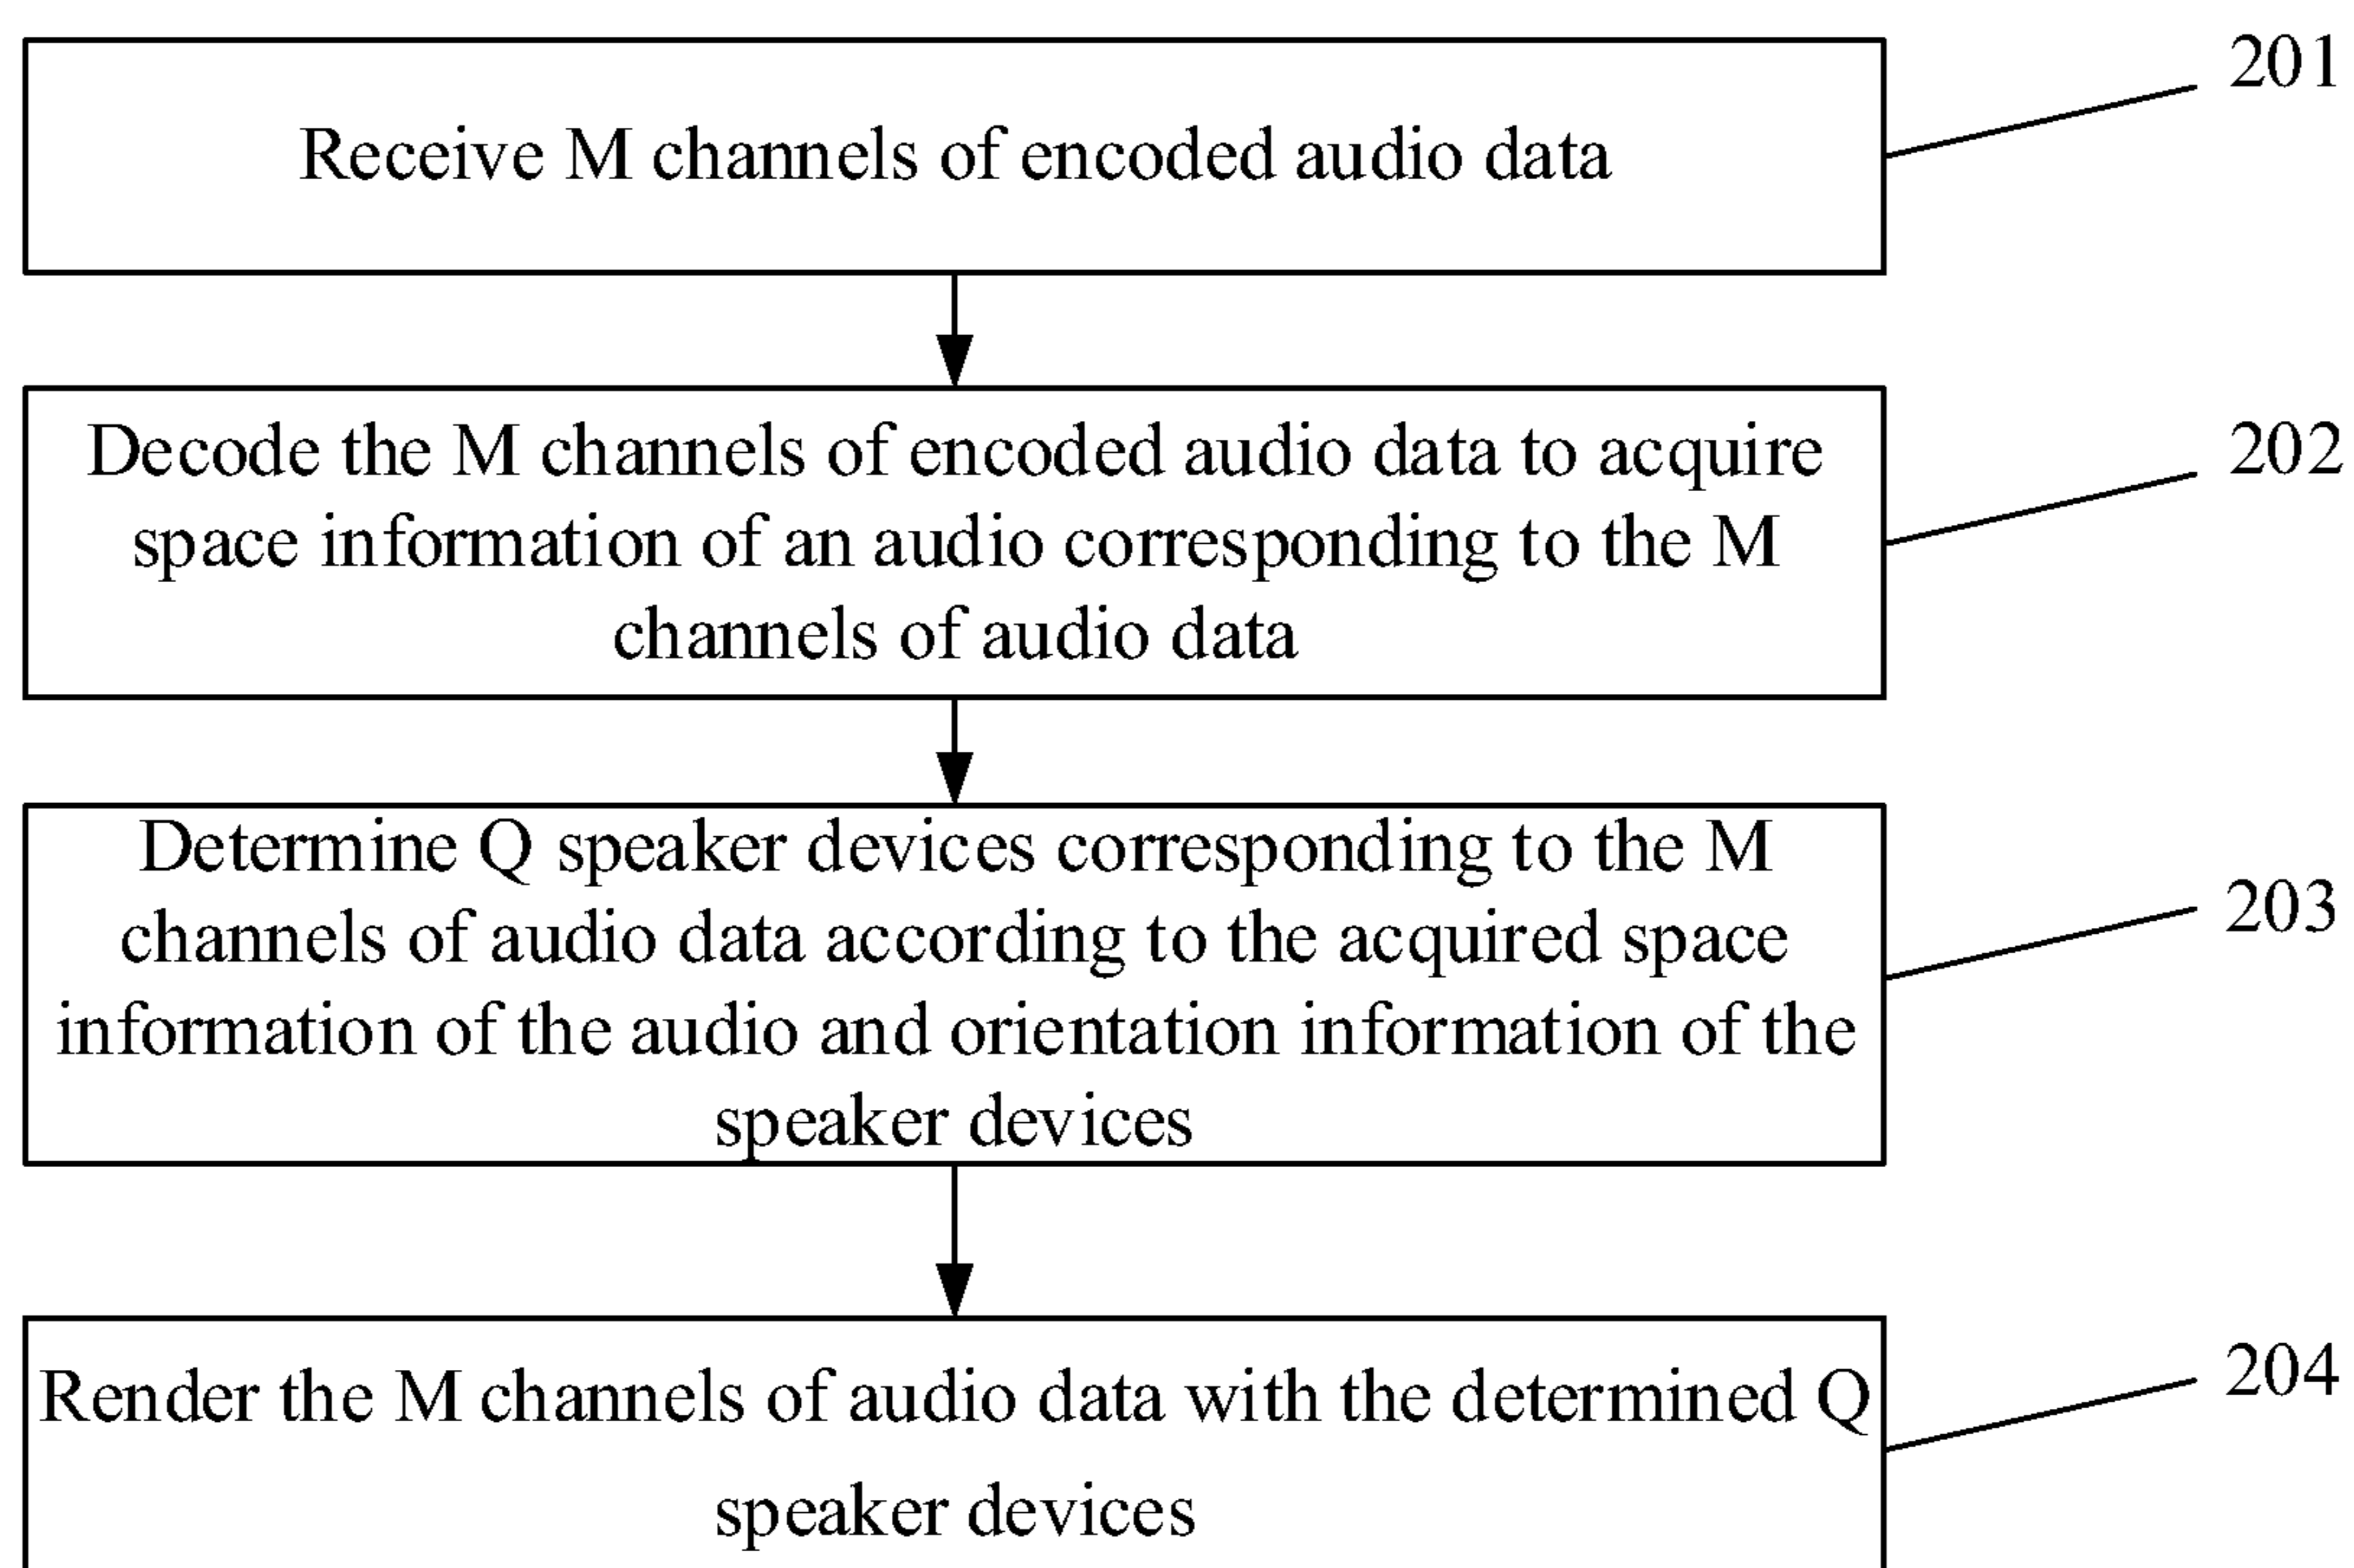 Receive M channels of encoded audio data
201
Decode the M channels of encoded audio data to acquire
space information of an audio corresponding to the M
channels of audio data
202
Determine Q speaker devices corresponding to the M
channels of audio data according to the acquired space
information of the audio and orientation information of the
speaker devices
203
Render the M channels of audio data with the determined Q
speaker devices
204